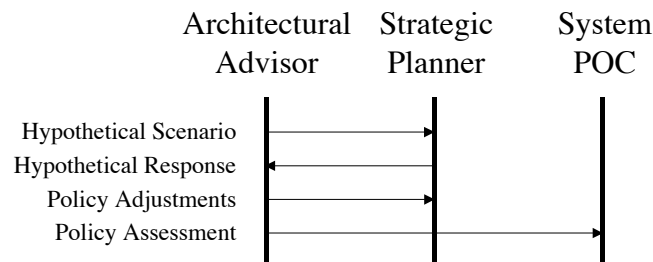 Architectural Advisor
Strategic Planner
System POC
Hypothetical Scenario
Hypothetical Response
Policy Adjustments
Policy Assessment